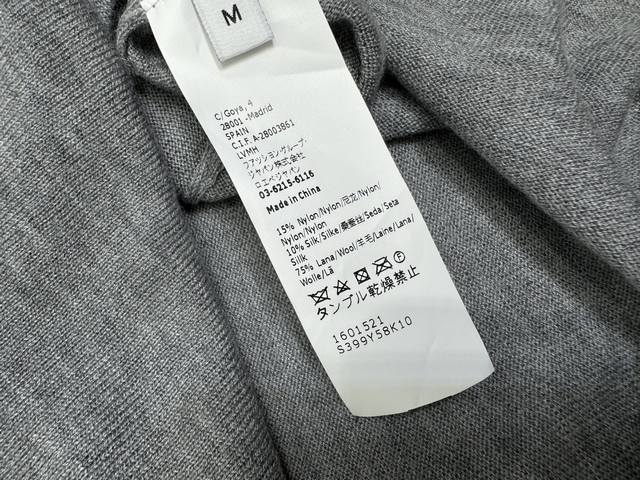 M
C/Goya, 4
28001 -Madrid
SPAIN
C.I.F. A-28003861
LVMH
ファッション・グループ・
ジャパン株式会社
ロエベジャパン
03-6215-6116
Made in China
15% Nylon/Nylon/尼龙/Nylon/
Nylon/Nylon
10% Silk/Silke/桑蚕丝/Seda/Seta
Silk
75% Lana/Wool/羊毛/Laine/Lana/
Wolle/Lã
タンブル乾燥禁止
1601521
S399Y58K10